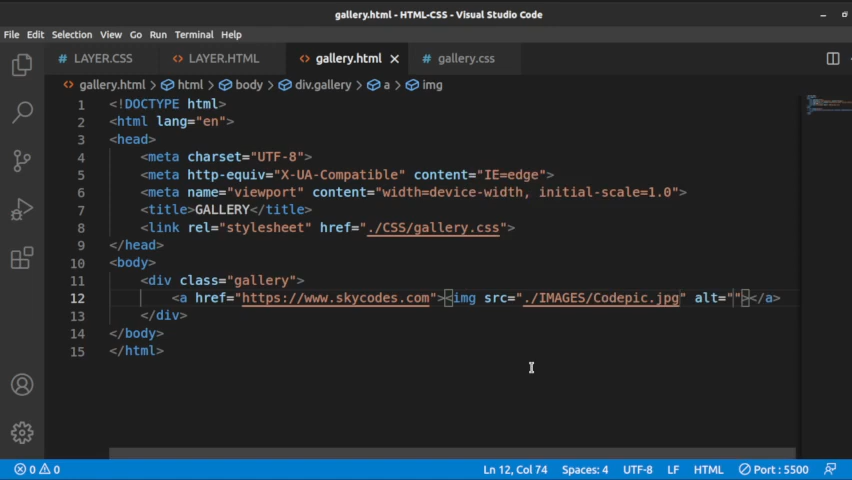 gallery.html - HTML-CSS - Visual Studio Code
File Edit Selection View Go Run Terminal Help
# LAYER.CSS <> LAYER.HTML <> gallery.html × # gallery.css
<> gallery.html > html > body > div.gallery > a > img
1 <!DOCTYPE html>
2 <html lang="en">
3 <head>
4 <meta charset="UTF-8">
5 <meta http-equiv="X-UA-Compatible" content="IE=edge">
6 <meta name="viewport" content="width=device-width, initial-scale=1.0">
7 <title>GALLERY</title>
8 <link rel="stylesheet" href="./CSS/gallery.css">
9 </head>
10 <body>
11 <div class="gallery">
12 <a href="https://www.skycodes.com"><img src="./IMAGES/Codepic.jpg" alt=""></a>
13 </div>
14 </body>
15 </html>
0 0 Ln 12, Col 74 Spaces: 4 UTF-8 LF HTML Port : 5500